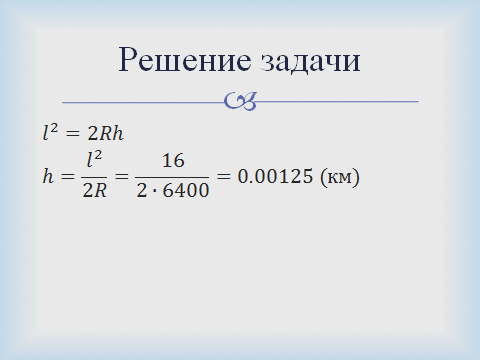 Решение задачи
l² = 2Rh
h = l²/2R = 16/2·6400 = 0.00125 (км)